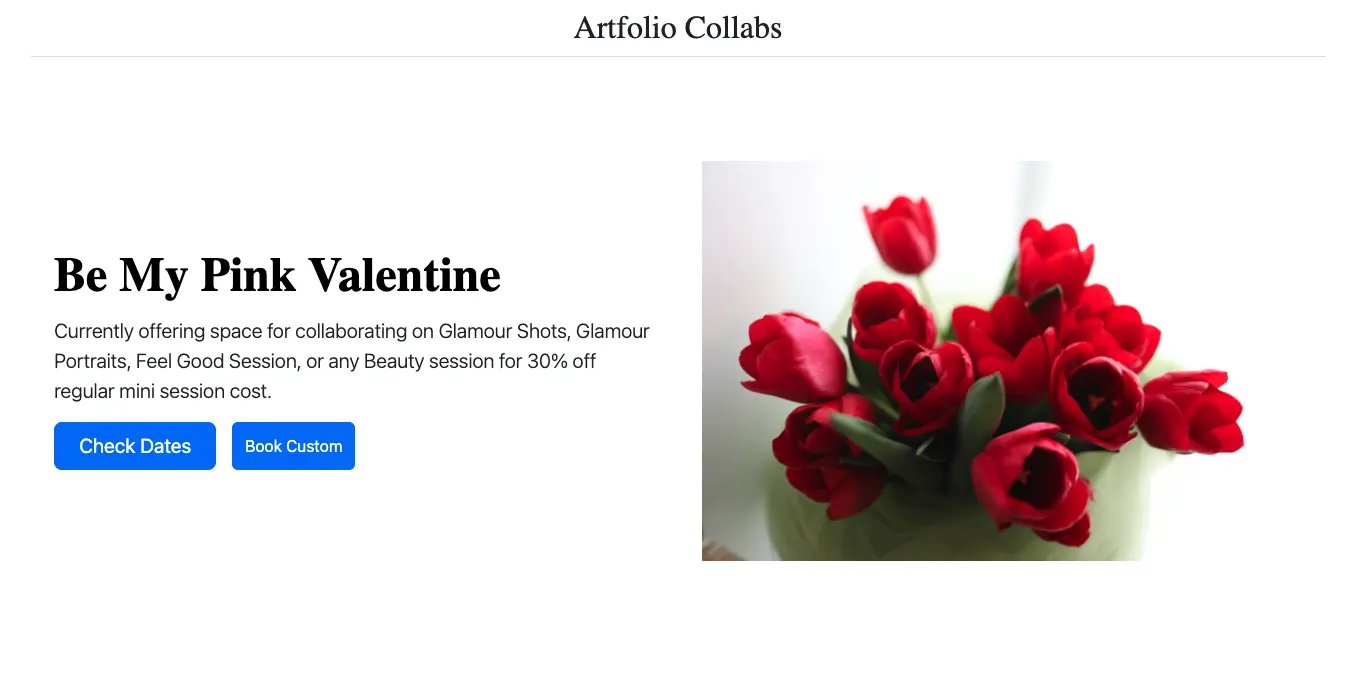 Artfolio Collabs
Be My Pink Valentine
Currently offering space for collaborating on Glamour Shots, Glamour
Portraits, Feel Good Session, or any Beauty session for 30% off
regular mini session cost.
Check Dates
Book Custom